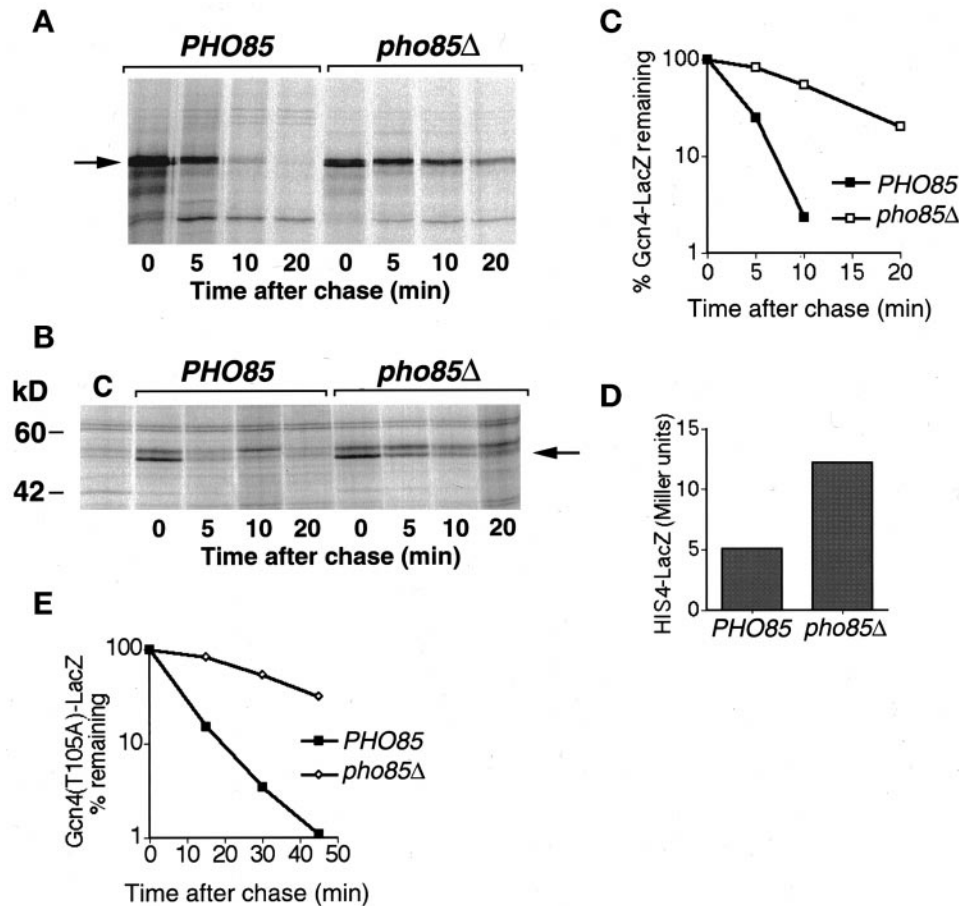 A
PHO85
pho85Δ
0 5 10 20 0 5 10 20
Time after chase (min)
B
kD
C
PHO85
pho85Δ
60
42
0 5 10 20 0 5 10 20
Time after chase (min)
C
% Gcn4-LacZ remaining
100
10
1
0 5 10 15 20
Time after chase (min)
PHO85
pho85Δ
D
HIS4-LacZ (Miller units)
15
10
5
0
PHO85 pho85Δ
E
Gcn4(T105A)-LacZ
% remaining
100
10
1
0 10 20 30 40 50
Time after chase (min)
PHO85
pho85Δ